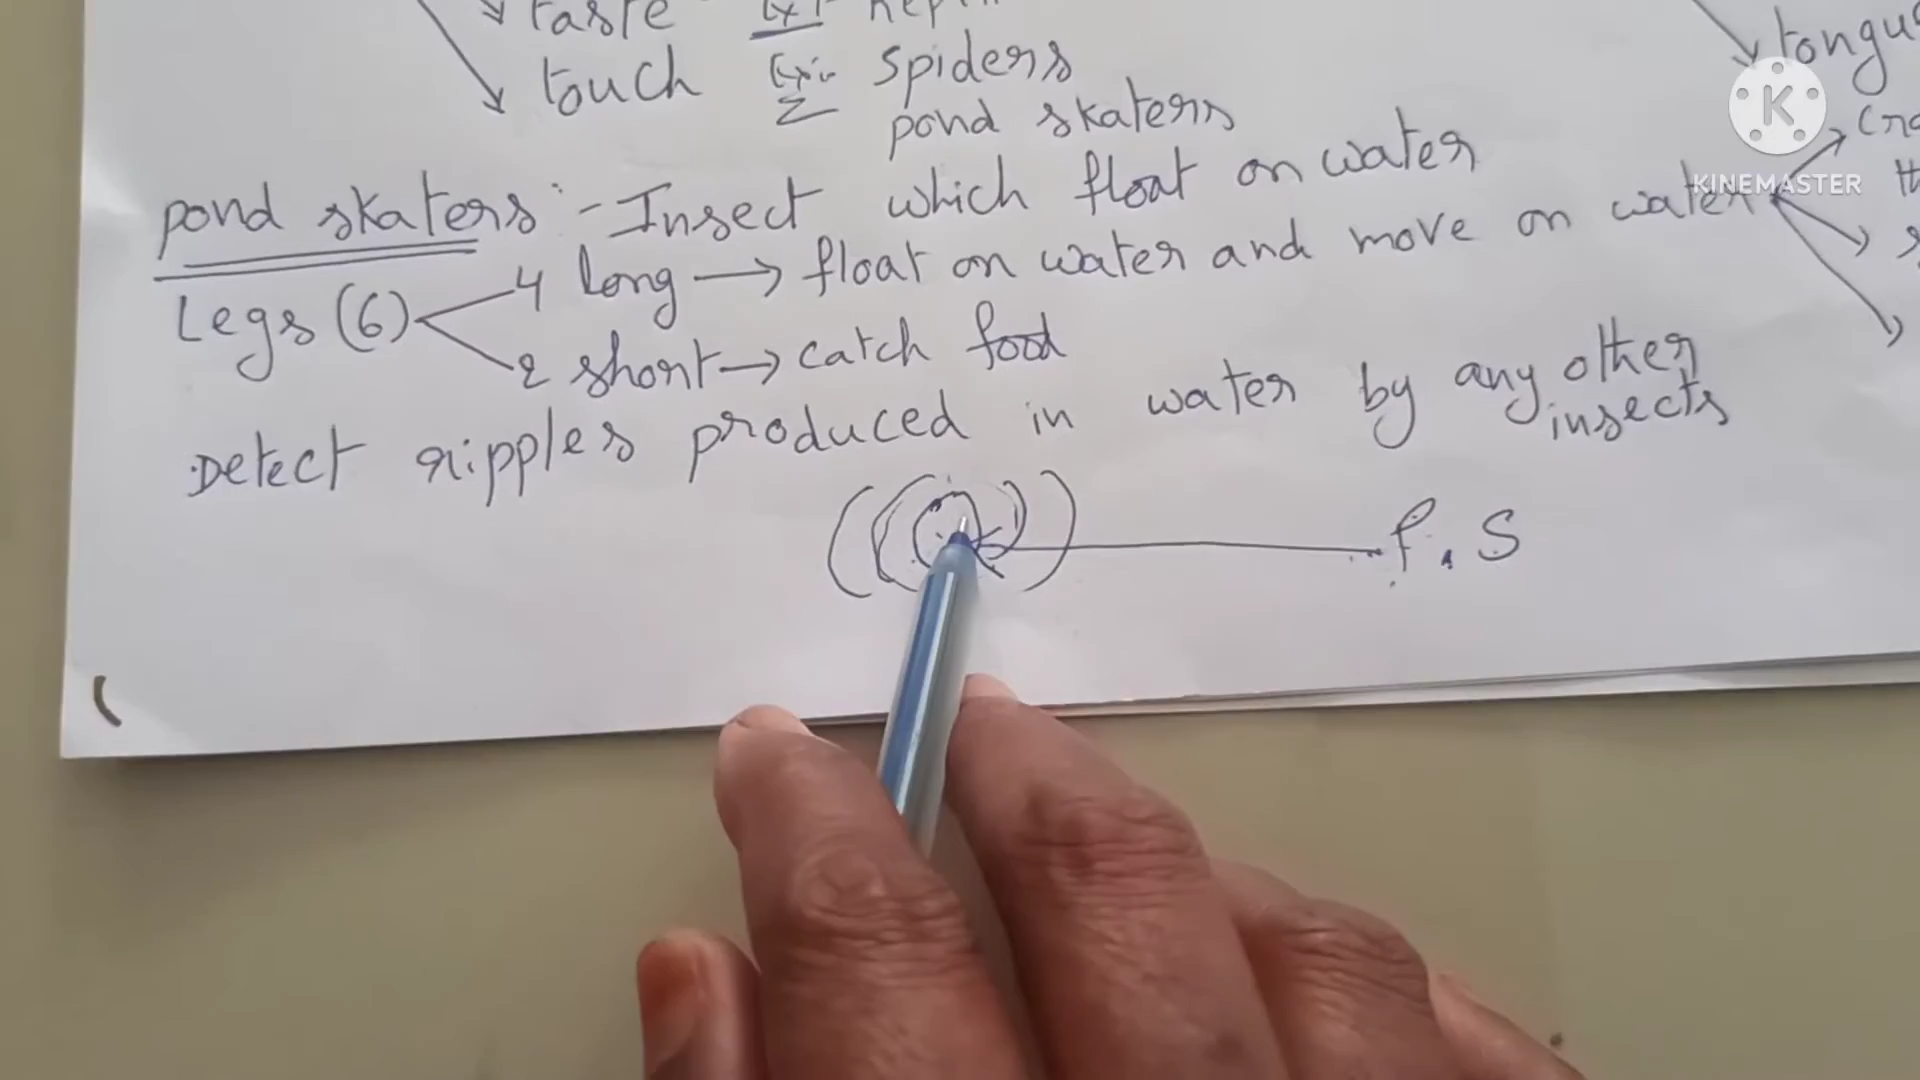 taste Ex:-
touch Ex:- spiders
pond skaters
tongue
K
KINEMASTER
pond skaters :- Insect which float on water
Legs (6) 4 long → float on water and move on water
2 short → catch food
Detect ripples produced in water by any other insects
P. S